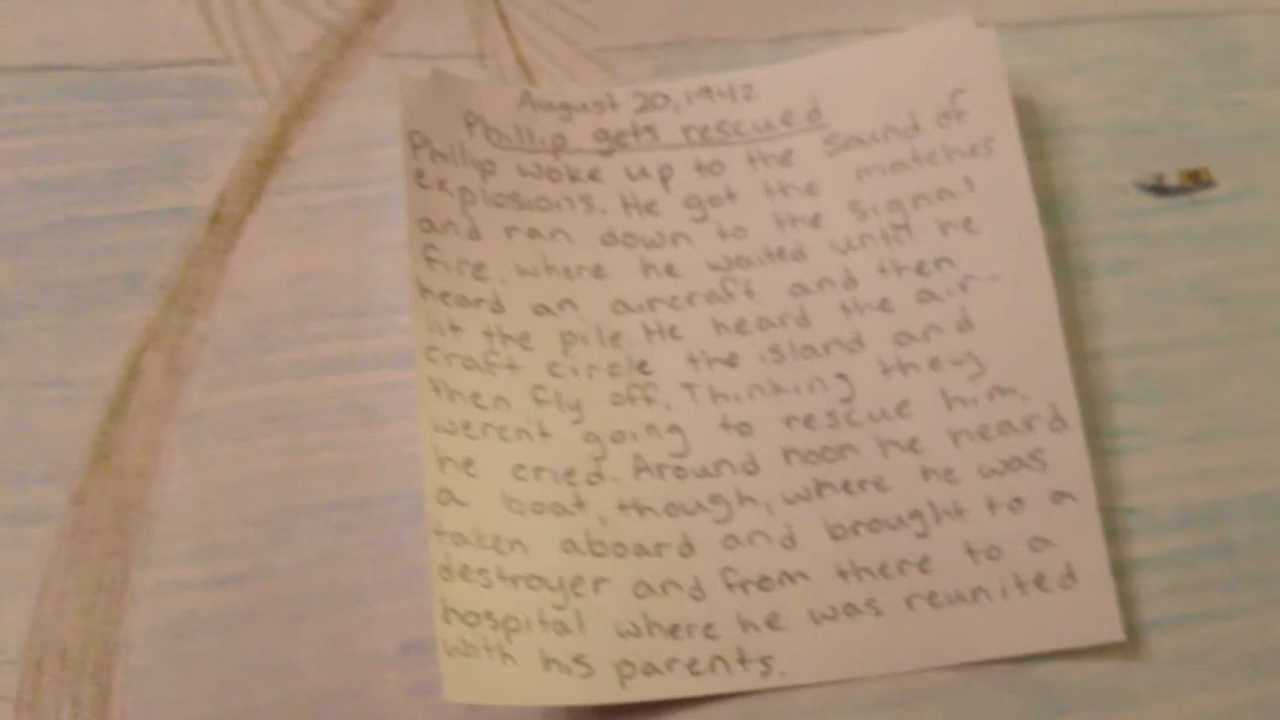 August 20, 1942
Phillip gets rescued
Phillip woke up to the sound of
explosions. He got the matches
and ran down to the signal
fire, where he waited until he
heard an aircraft and then
lit the pile. He heard the air-
craft circle the island and
then fly off. Thinking they
werent going to rescue him,
he cried. Around noon he heard
a boat, though, where he was
taken aboard and brought to a
destroyer and from there to a
hospital where he was reunited
with his parents.